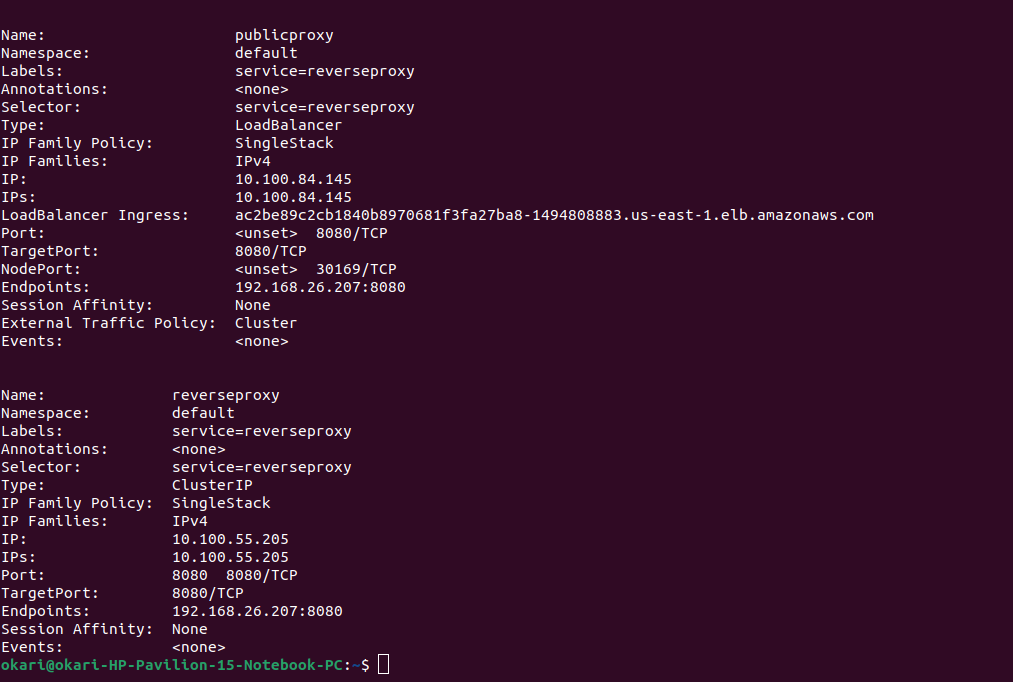 Name:                     publicproxy
Namespace:                default
Labels:                   service=reverseproxy
Annotations:              <none>
Selector:                 service=reverseproxy
Type:                     LoadBalancer
IP Family Policy:         SingleStack
IP Families:              IPv4
IP:                       10.100.84.145
IPs:                      10.100.84.145
LoadBalancer Ingress:     ac2be89c2cb1840b8970681f3fa27ba8-1494808883.us-east-1.elb.amazonaws.com
Port:                     <unset>  8080/TCP
TargetPort:               8080/TCP
NodePort:                 <unset>  30169/TCP
Endpoints:                192.168.26.207:8080
Session Affinity:         None
External Traffic Policy:  Cluster
Events:                   <none>
Name:              reverseproxy
Namespace:         default
Labels:            service=reverseproxy
Annotations:       <none>
Selector:          service=reverseproxy
Type:              ClusterIP
IP Family Policy:  SingleStack
IP Families:       IPv4
IP:                10.100.55.205
IPs:               10.100.55.205
Port:              8080  8080/TCP
TargetPort:        8080/TCP
Endpoints:         192.168.26.207:8080
Session Affinity:  None
Events:            <none>
okari@okari-HP-Pavilion-15-Notebook-PC:~$